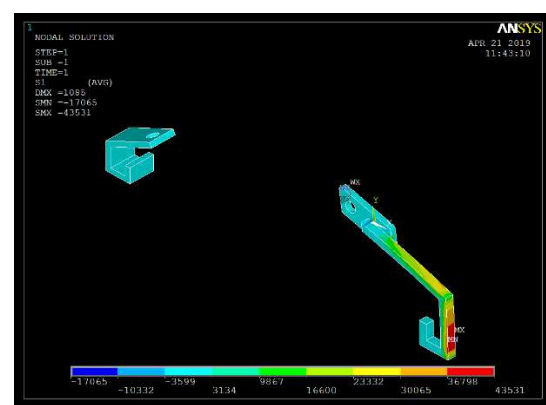 1
ANSYS
NODAL SOLUTION
APR 21 2019
11:43:10
STEP=1
SUB =1
TIME=1
S1 (AVG)
DMX =1085
SMN =-17065
SMX =43531
MX
Y
MX
MN
-17065 -3599 9867 23332 36798
-10332 3134 16600 30065 43531